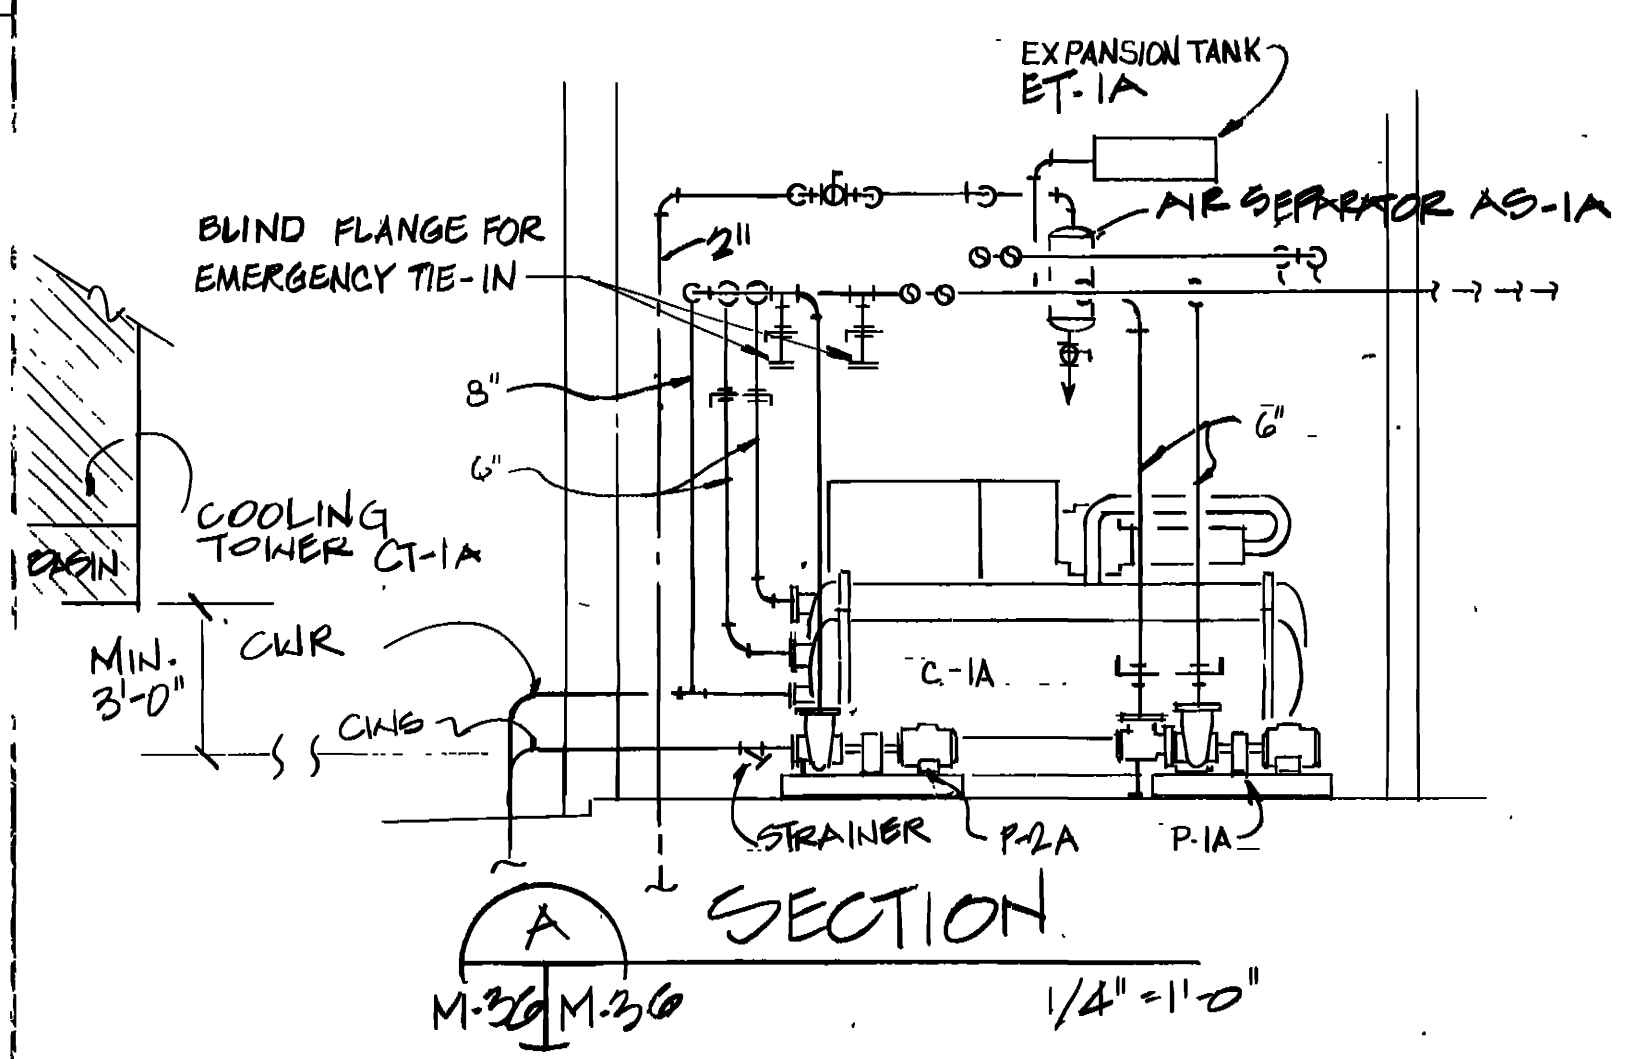 EXPANSION TANK
ET-1A
AIR SEPARATOR AS-1A
BLIND FLANGE FOR
EMERGENCY TIE-IN
2"
8"
6"
6"
COOLING
TOWER CT-1A
BASIN
MIN.
3'-0"
CWR
CWS
C-1A
STRAINER
P-2A
P-1A
A
SECTION
M-36 M-36
1/4" = 1'-0"